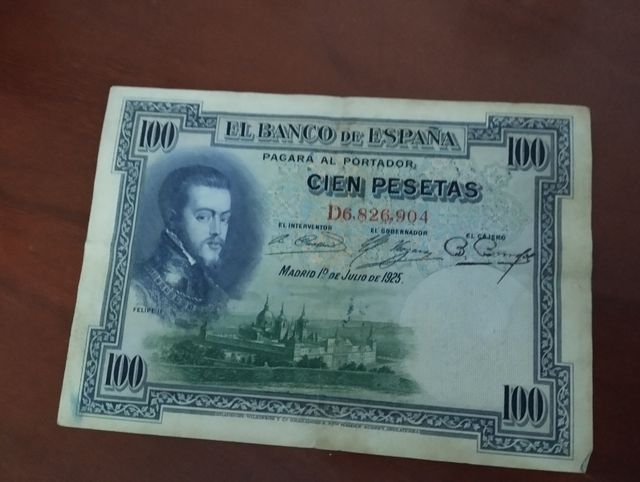 100
EL BANCO DE ESPAÑA
100
PAGARÁ AL PORTADOR,
CIEN PESETAS
D6,826,904
EL INTERVENTOR
EL GOBERNADOR
EL CAJERO
MADRID 1º DE JULIO DE 1925.
FELIPE II
100
100